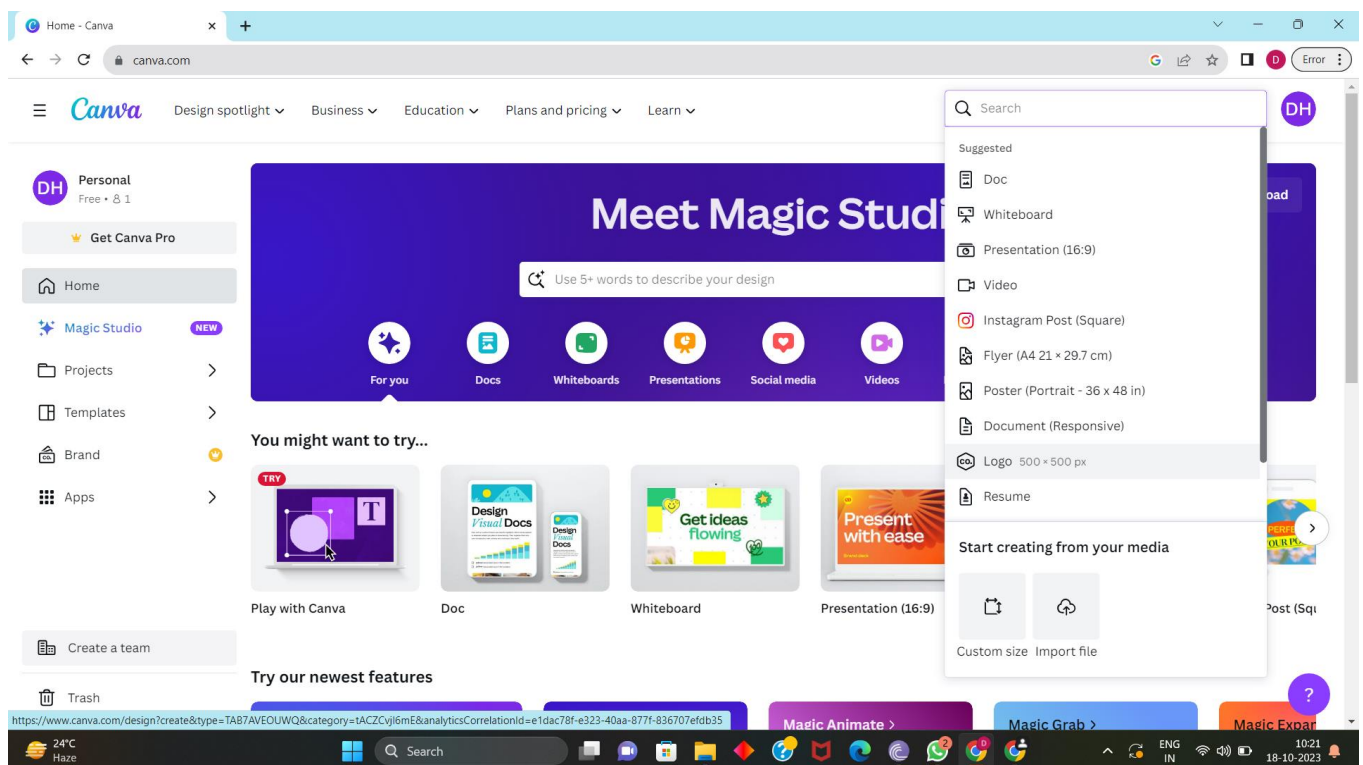 Home - Canva
canva.com
Error
Canva
Design spotlight
Business
Education
Plans and pricing
Learn
Search
DH
DH
Personal
Free • 1
Get Canva Pro
Home
Magic Studio NEW
Projects
Templates
Brand
Apps
Create a team
Trash
Meet Magic Studi
oad
Use 5+ words to describe your design
For you
Docs
Whiteboards
Presentations
Social media
Videos
Suggested
Doc
Whiteboard
Presentation (16:9)
Video
Instagram Post (Square)
Flyer (A4 21 × 29.7 cm)
Poster (Portrait - 36 x 48 in)
Document (Responsive)
Logo 500 × 500 px
Resume
Start creating from your media
Custom size
Import file
You might want to try...
TRY
T
Design
Visual Docs
Design
Visual
Docs
Get ideas
flowing
Present
with ease
Play with Canva
Doc
Whiteboard
Presentation (16:9)
Post (Squ
Try our newest features
Magic Animate >
Magic Grab >
Magic Expan
?
https://www.canva.com/design?create&type=TAB7AVEOUWQ&category=tACZCvjI6mE&analyticsCorrelationId=e1dac78f-e323-40aa-877f-836707efdb35
24°C
Haze
Search
2
ENG
IN
10:21
18-10-2023